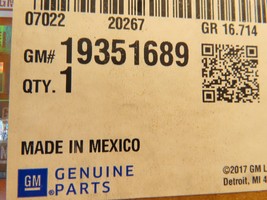 07022 20267 GR 16.714
GM# 19351689
QTY. 1
MADE IN MEXICO
©2017 GM
GM GENUINE PARTS
Detroit, MI